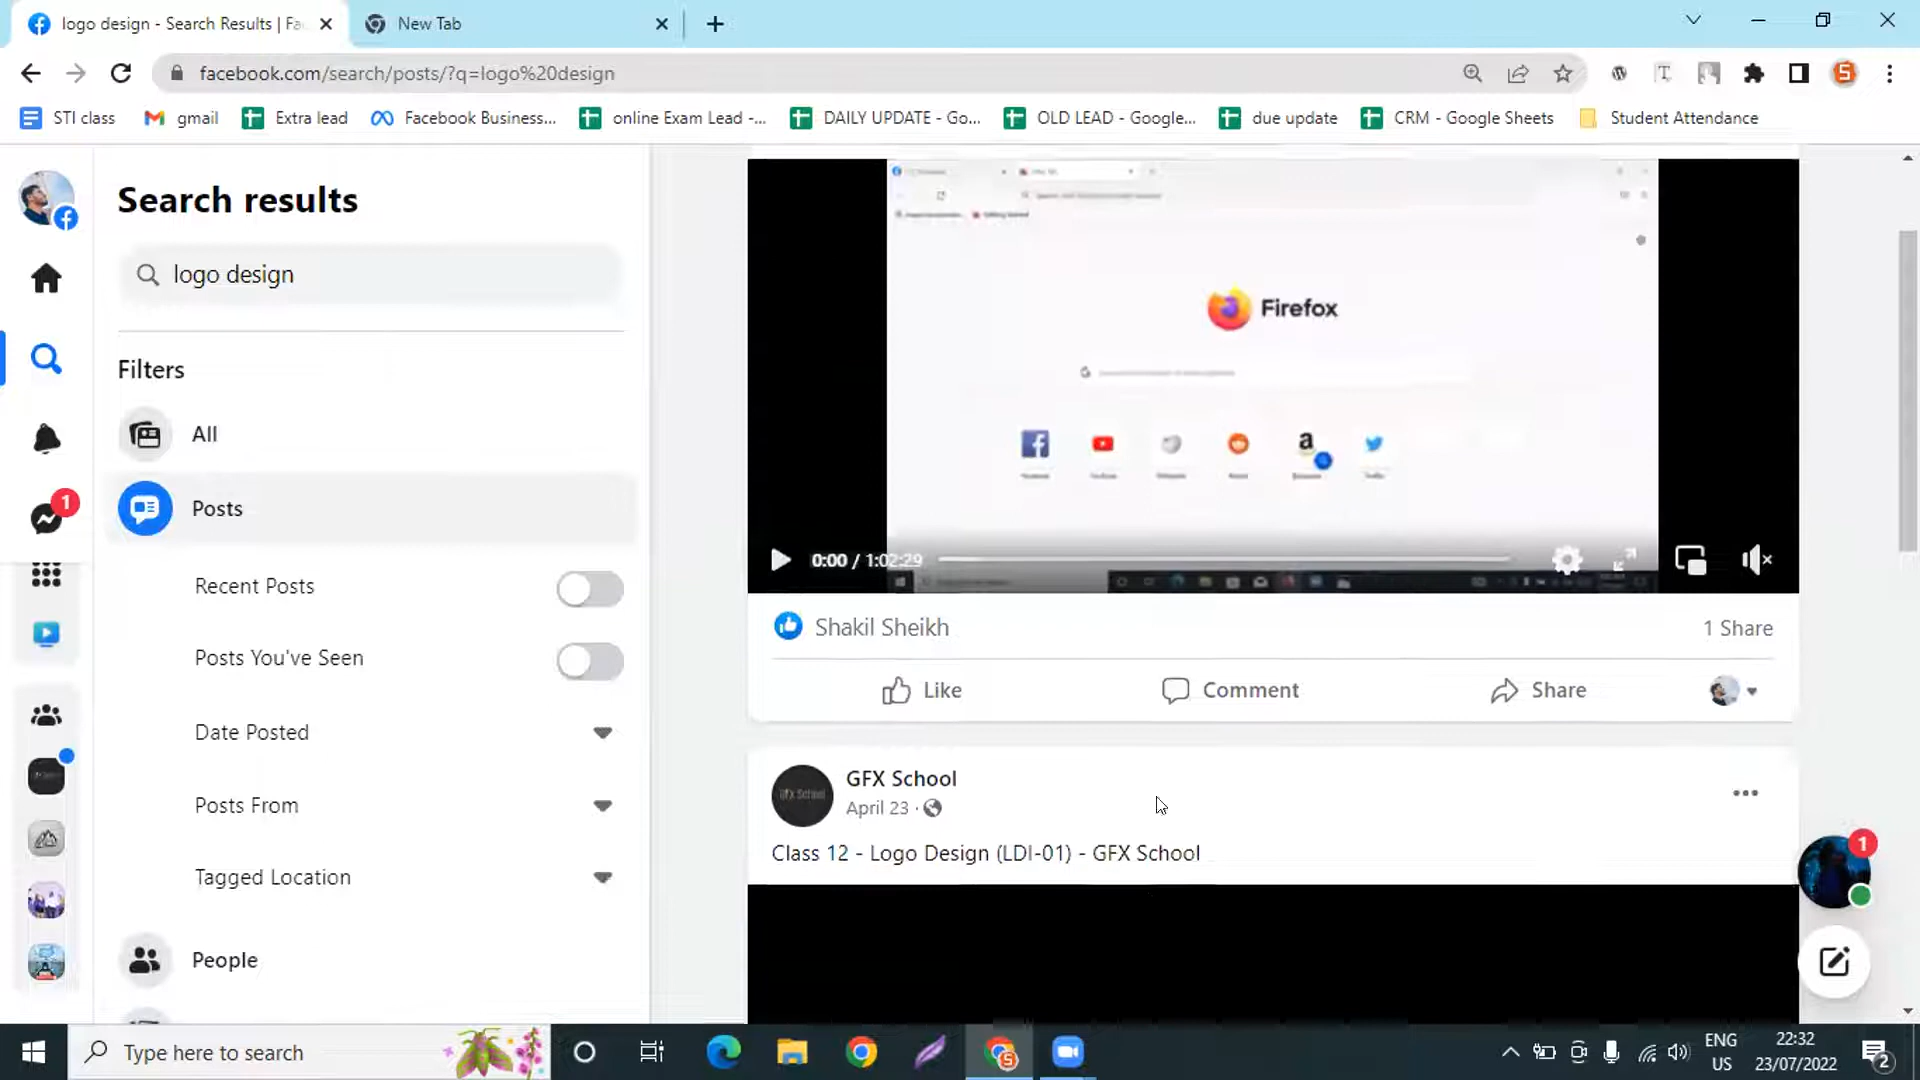 logo design - Search Results | Fa
New Tab
facebook.com/search/posts/?q=logo%20design
STI class
gmail
Extra lead
Facebook Business...
online Exam Lead -...
DAILY UPDATE - Go...
OLD LEAD - Google...
due update
CRM - Google Sheets
Student Attendance
Search results
logo design
Filters
All
Posts
1
Recent Posts
Posts You've Seen
Date Posted
Posts From
Tagged Location
People
Firefox
0:00 / 1:02:29
Shakil Sheikh
1 Share
Like
Comment
Share
GFX School
GFX School
April 23 ·
Class 12 - Logo Design (LDI-01) - GFX School
1
Type here to search
ENG
US
22:32
23/07/2022
2